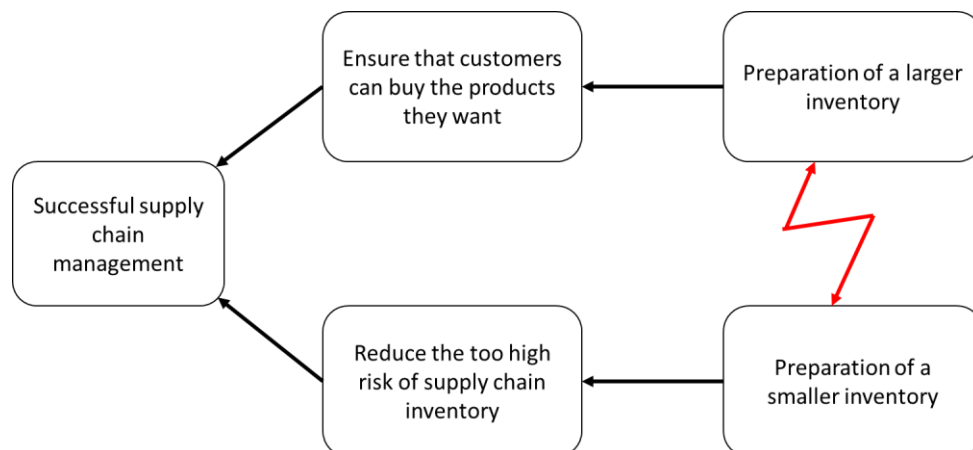 Ensure that customers
can buy the products
they want
Preparation of a larger
inventory
Successful supply
chain
management
Reduce the too high
risk of supply chain
inventory
Preparation of a
smaller inventory